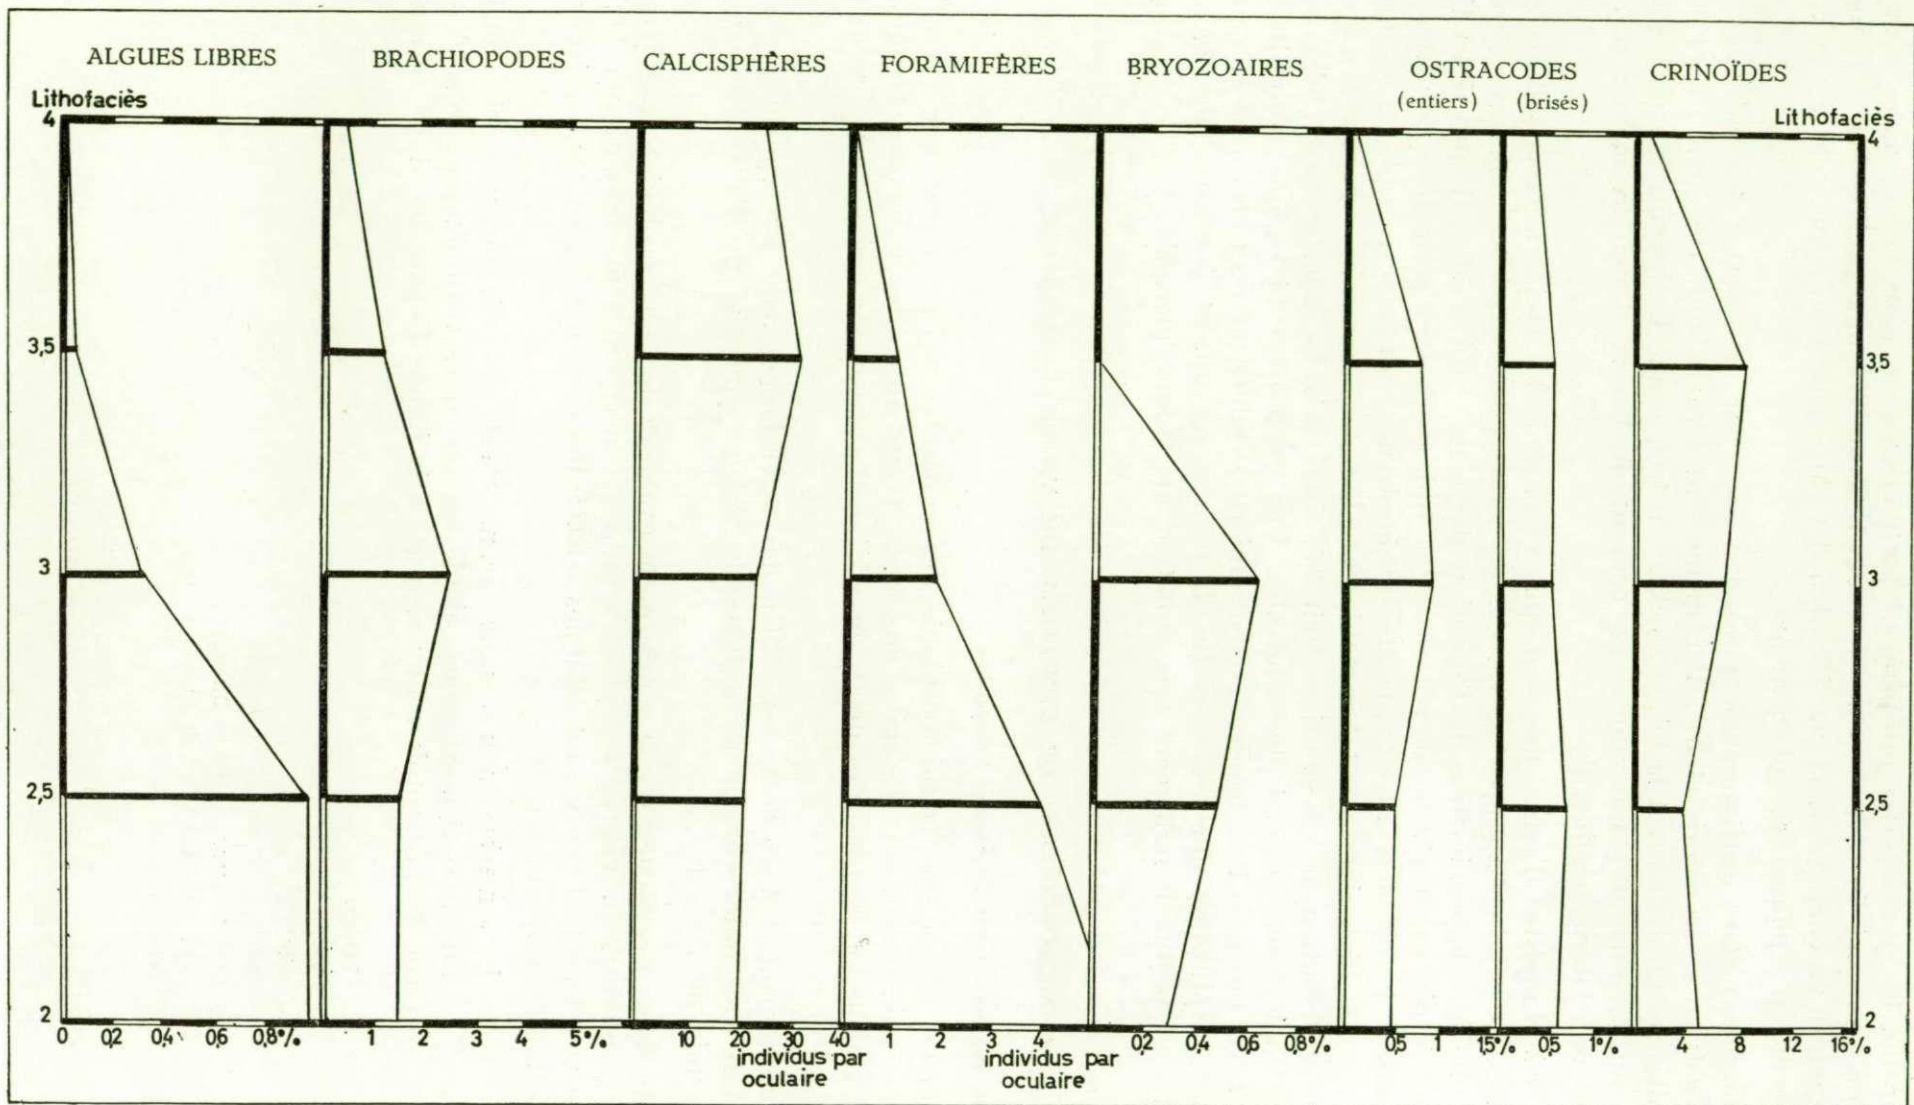 ALGUES LIBRES BRACHIOPODES CALCISPHÈRES FORAMIFÈRES BRYOZOAIRES OSTRACODES CRINOÏDES
(entiers) (brisés)
Lithofaciès Lithofaciès
4 4
3,5 3,5
3 3
2,5 2,5
2 2
0 0,2 0,4 0,6 0,8% 1 2 3 4 5% 10 20 30 40 1 2 3 4 0,2 0,4 0,6 0,8% 0,5 1 1,5% 0,5 1% 4 8 12 16%
individus par individus par
oculaire oculaire